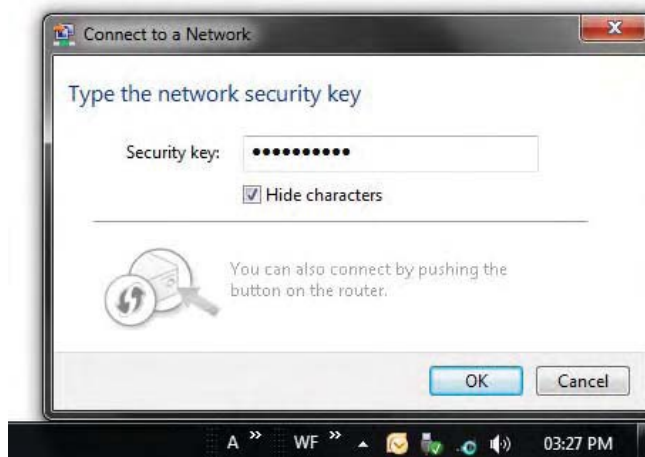 Connect to a Network
Type the network security key
Security key: ••••••••••
Hide characters
You can also connect by pushing the
button on the router.
OK Cancel
A » WF » 03:27 PM